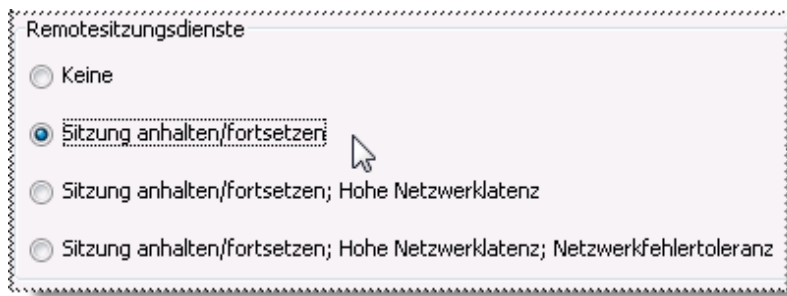 Remotesitzungsdienste
Keine
Sitzung anhalten/fortsetzen
Sitzung anhalten/fortsetzen; Hohe Netzwerklatenz
Sitzung anhalten/fortsetzen; Hohe Netzwerklatenz; Netzwerkfehlertoleranz